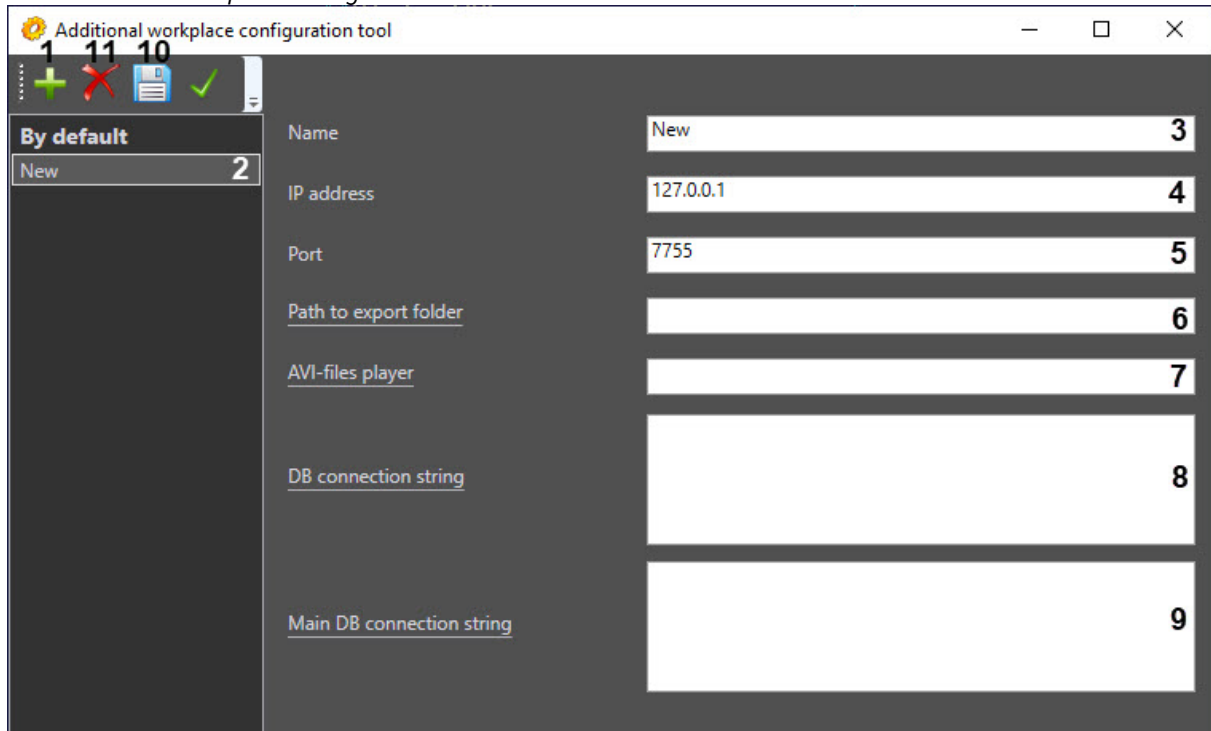 Additional workplace configuration tool
1 11 10
By default
New 2
Name New 3
IP address 127.0.0.1 4
Port 7755 5
Path to export folder 6
AVI-files player 7
DB connection string 8
Main DB connection string 9